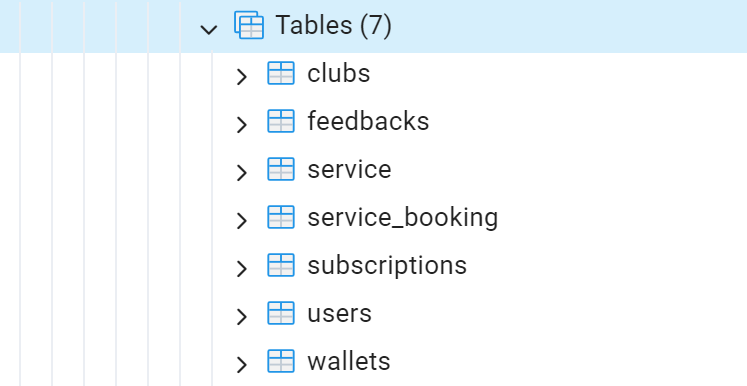 Tables (7)
clubs
feedbacks
service
service_booking
subscriptions
users
wallets